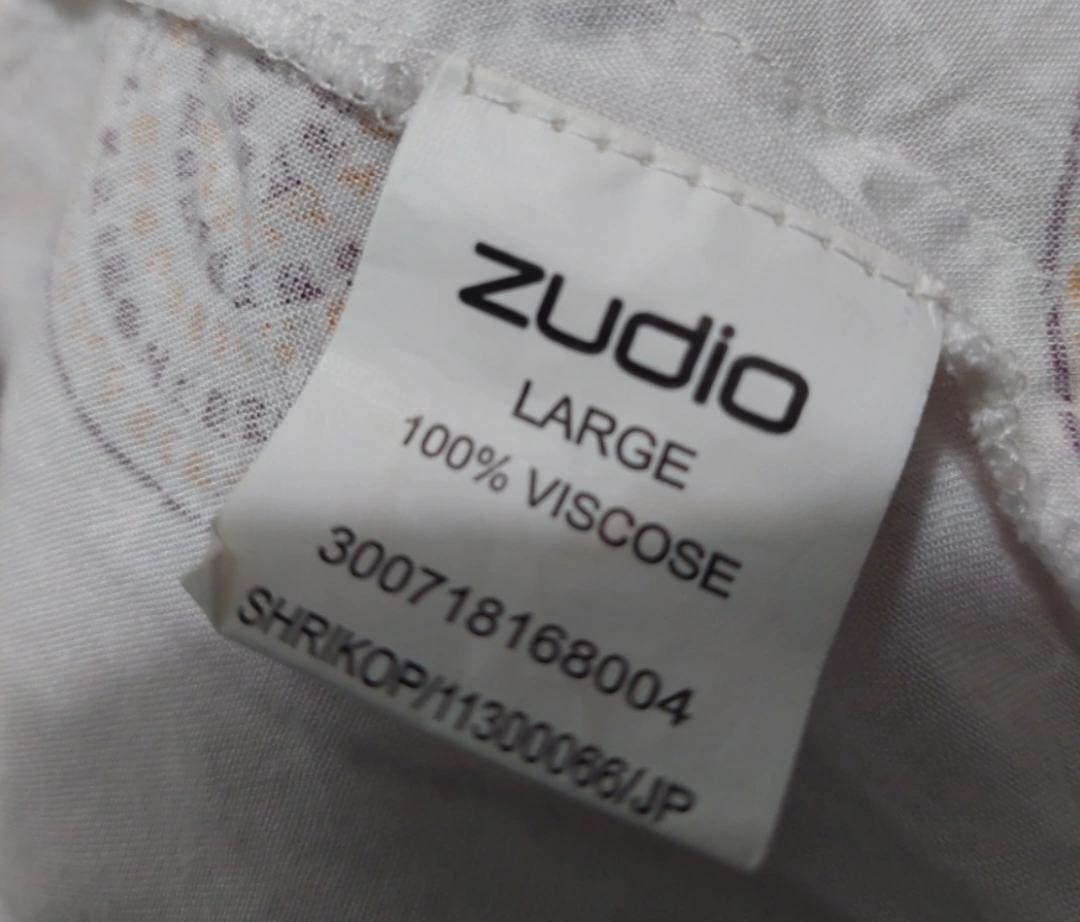 zudio
LARGE
100% VISCOSE
300718168004
SHRIKOP/11300066/JP